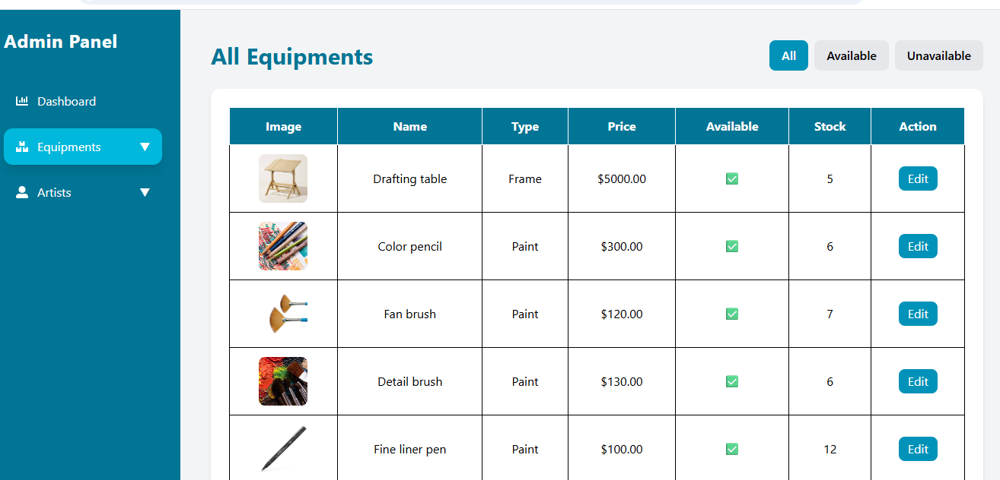 Admin Panel
Dashboard
Equipments ▼
Artists ▼
All Equipments
All Available Unavailable
Image Name Type Price Available Stock Action
Drafting table Frame $5000.00 ✅ 5 Edit
Color pencil Paint $300.00 ✅ 6 Edit
Fan brush Paint $120.00 ✅ 7 Edit
Detail brush Paint $130.00 ✅ 6 Edit
Fine liner pen Paint $100.00 ✅ 12 Edit